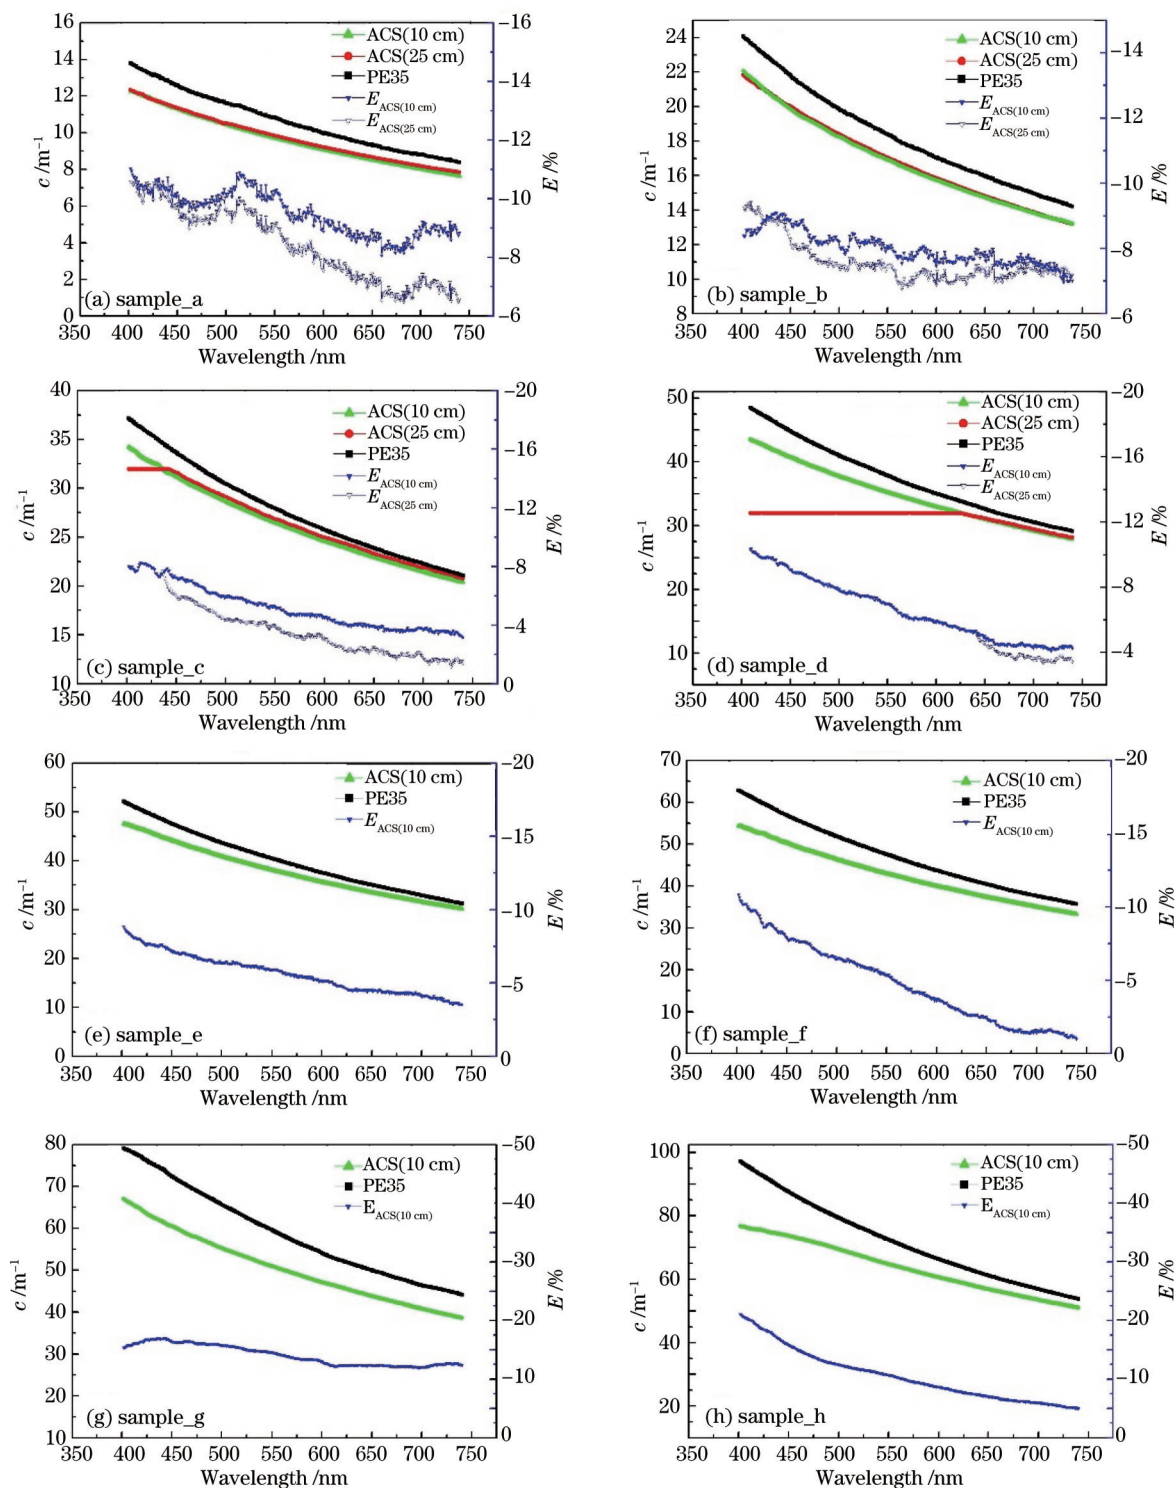 16
14
12
10
8
6
4
2
0
c /m⁻¹
ACS(10 cm)
ACS(25 cm)
PE35
E_ACS(10 cm)
E_ACS(25 cm)
−16
−14
−12
−10
−8
−6
E /%
(a) sample_a
350 400 450 500 550 600 650 700 750
Wavelength /nm
24
22
20
18
16
14
12
10
8
c /m⁻¹
ACS(10 cm)
ACS(25 cm)
PE35
E_ACS(10 cm)
E_ACS(25 cm)
−14
−12
−10
−8
−6
E /%
(b) sample_b
350 400 450 500 550 600 650 700 750
Wavelength /nm
40
35
30
25
20
15
10
c /m⁻¹
ACS(10 cm)
ACS(25 cm)
PE35
E_ACS(10 cm)
E_ACS(25 cm)
−20
−16
−12
−8
−4
0
E /%
(c) sample_c
350 400 450 500 550 600 650 700 750
Wavelength /nm
50
40
30
20
10
c /m⁻¹
ACS(10 cm)
ACS(25 cm)
PE35
E_ACS(10 cm)
E_ACS(25 cm)
−20
−16
−12
−8
−4
E /%
(d) sample_d
350 400 450 500 550 600 650 700 750
Wavelength /nm
60
50
40
30
20
10
0
c /m⁻¹
ACS(10 cm)
PE35
E_ACS(10 cm)
−20
−15
−10
−5
0
E /%
(e) sample_e
350 400 450 500 550 600 650 700 750
Wavelength /nm
70
60
50
40
30
20
10
0
c /m⁻¹
ACS(10 cm)
PE35
E_ACS(10 cm)
−20
−15
−10
−5
0
E /%
(f) sample_f
350 400 450 500 550 600 650 700 750
Wavelength /nm
80
70
60
50
40
30
20
10
c /m⁻¹
ACS(10 cm)
PE35
E_ACS(10 cm)
−50
−40
−30
−20
−10
0
E /%
(g) sample_g
350 400 450 500 550 600 650 700 750
Wavelength /nm
100
80
60
40
20
c /m⁻¹
ACS(10 cm)
PE35
E_ACS(10 cm)
−50
−40
−30
−20
−10
0
E /%
(h) sample_h
350 400 450 500 550 600 650 700 750
Wavelength /nm